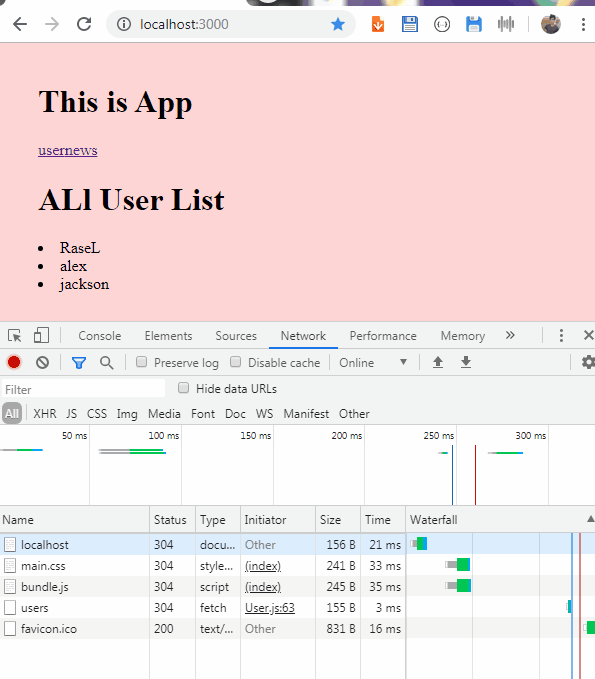 localhost:3000
This is App
usernews
ALl User List
RaseL
alex
jackson
Console Elements Sources Network Performance Memory »
Preserve log Disable cache Online
Filter Hide data URLs
All XHR JS CSS Img Media Font Doc WS Manifest Other
50 ms 100 ms 150 ms 200 ms 250 ms 300 ms
Name Status Type Initiator Size Time Waterfall
localhost 304 docu... Other 156 B 21 ms
main.css 304 style... (index) 241 B 33 ms
bundle.js 304 script (index) 245 B 35 ms
users 304 fetch User.js:63 155 B 3 ms
favicon.ico 200 text/... Other 831 B 16 ms